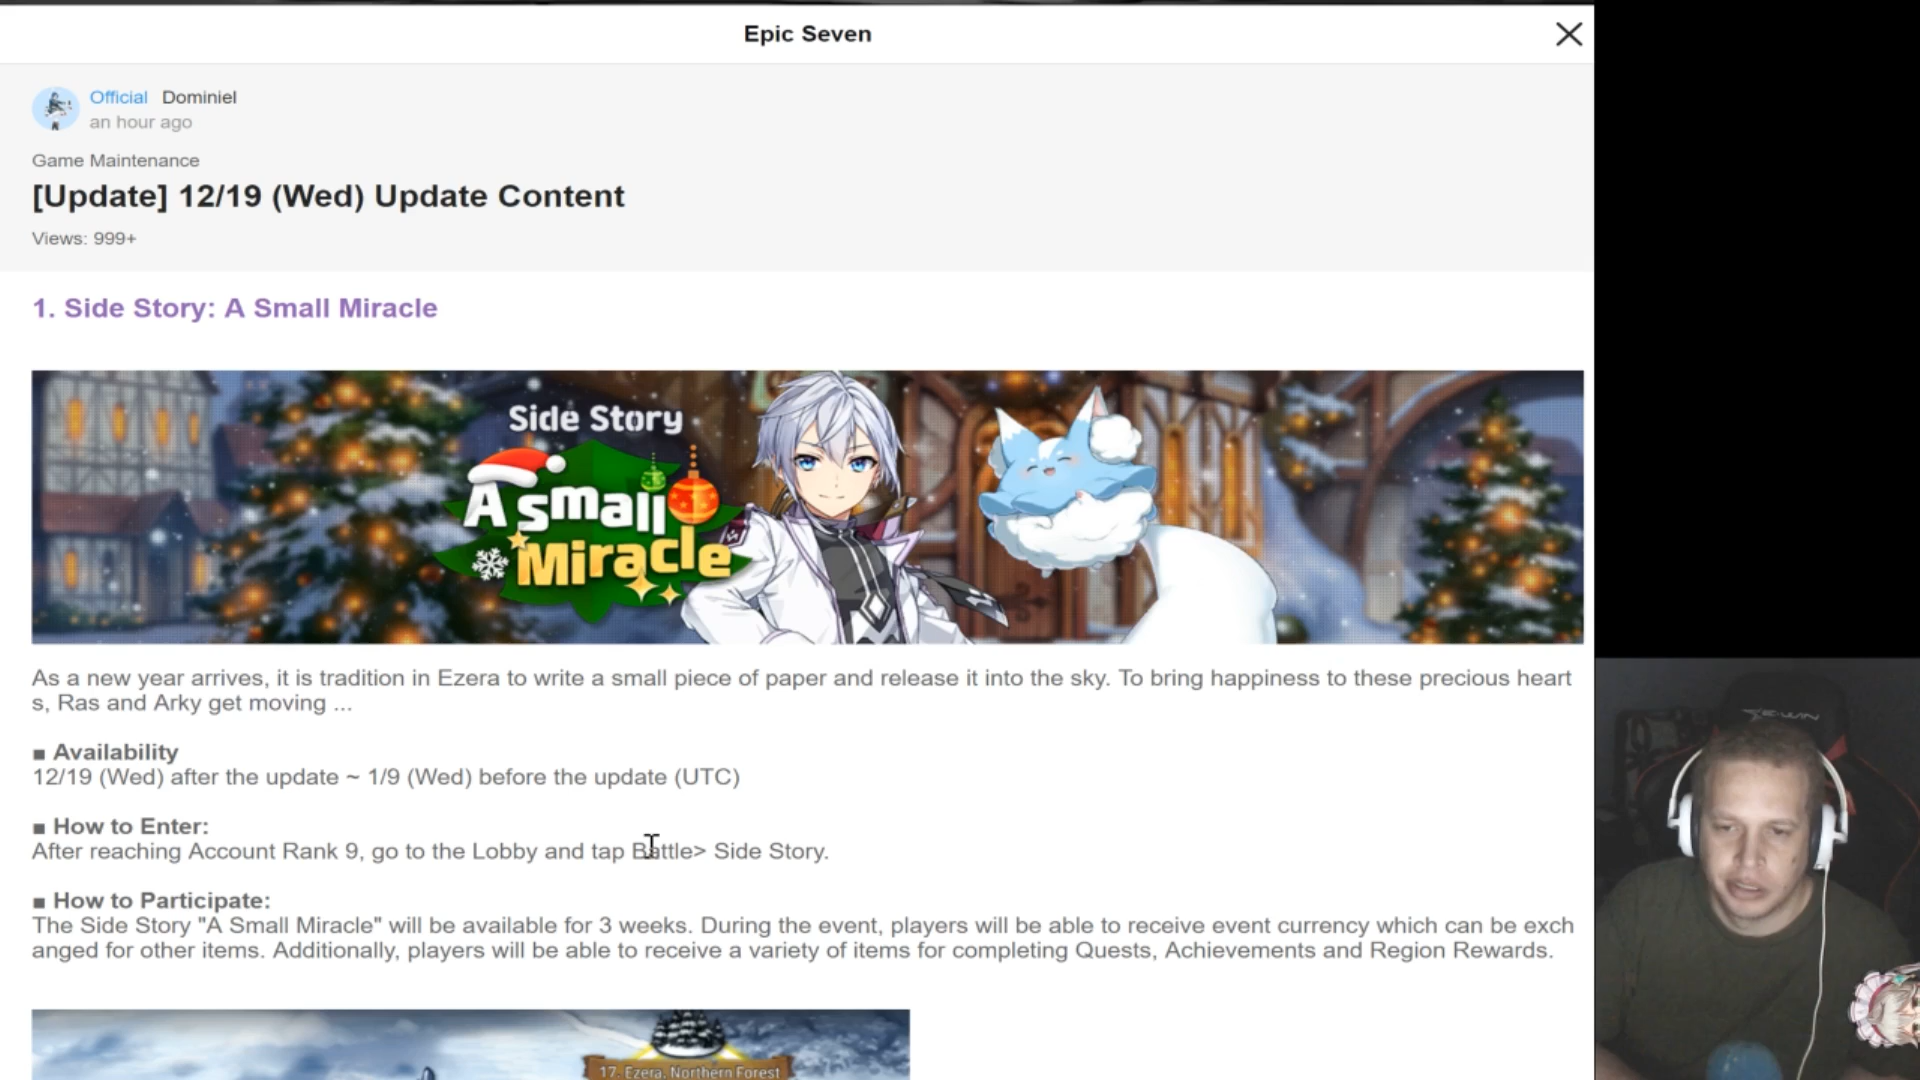 Epic Seven
Official Dominiel
an hour ago
Game Maintenance
[Update] 12/19 (Wed) Update Content
Views: 999+
1. Side Story: A Small Miracle
Side Story
A Small
Miracle
As a new year arrives, it is tradition in Ezera to write a small piece of paper and release it into the sky. To bring happiness to these precious heart
s, Ras and Arky get moving ...
■ Availability
12/19 (Wed) after the update ~ 1/9 (Wed) before the update (UTC)
■ How to Enter:
After reaching Account Rank 9, go to the Lobby and tap Battle> Side Story.
■ How to Participate:
The Side Story "A Small Miracle" will be available for 3 weeks. During the event, players will be able to receive event currency which can be exch
anged for other items. Additionally, players will be able to receive a variety of items for completing Quests, Achievements and Region Rewards.
17. Ezera, Northern Forest